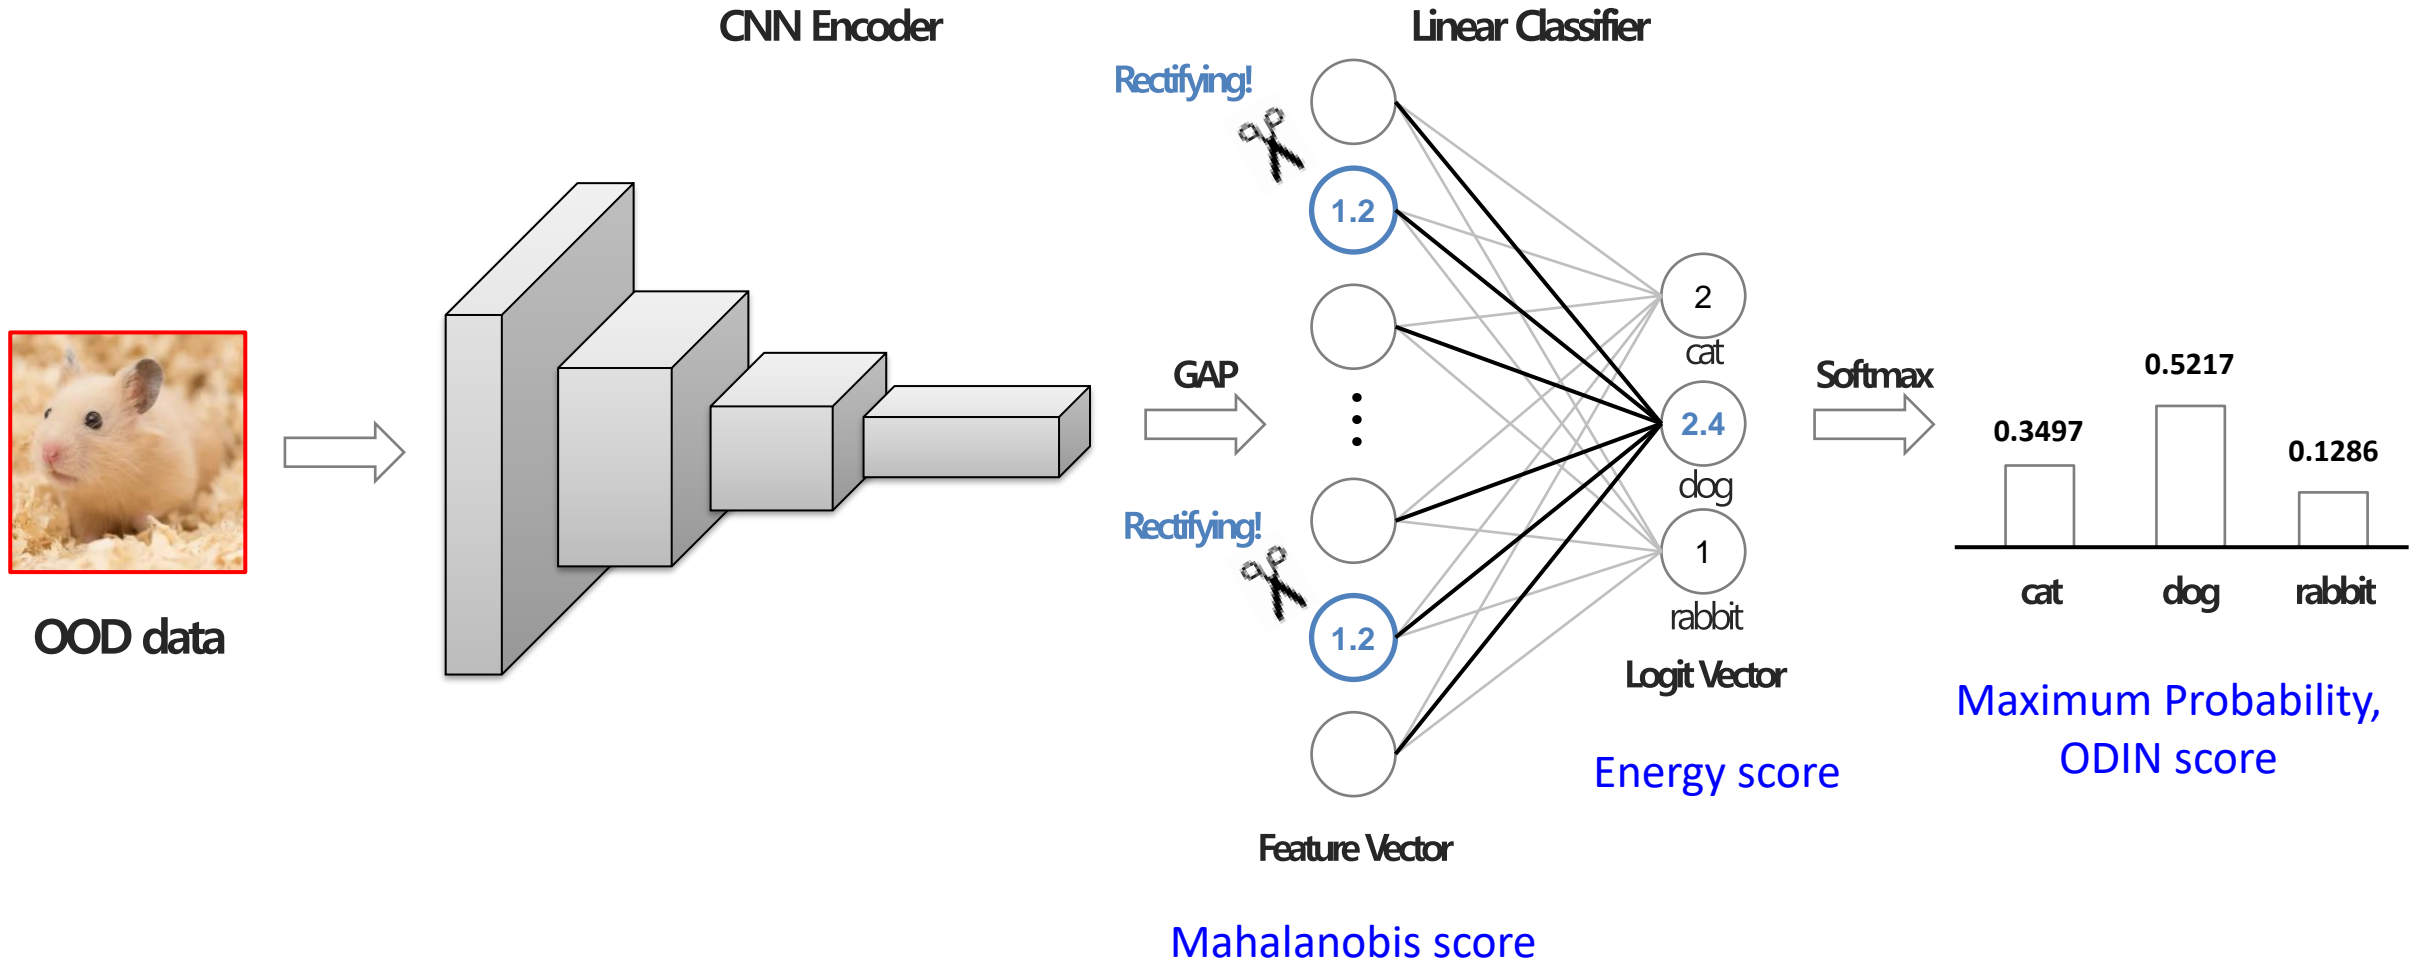 CNN Encoder
Linear Classifier
Rectifying!
1.2
2
cat
GAP
Softmax
2.4
dog
0.3497
0.5217
0.1286
Rectifying!
1
rabbit
1.2
cat
dog
rabbit
OOD data
Logit Vector
Maximum Probability,
ODIN score
Energy score
Feature Vector
Mahalanobis score